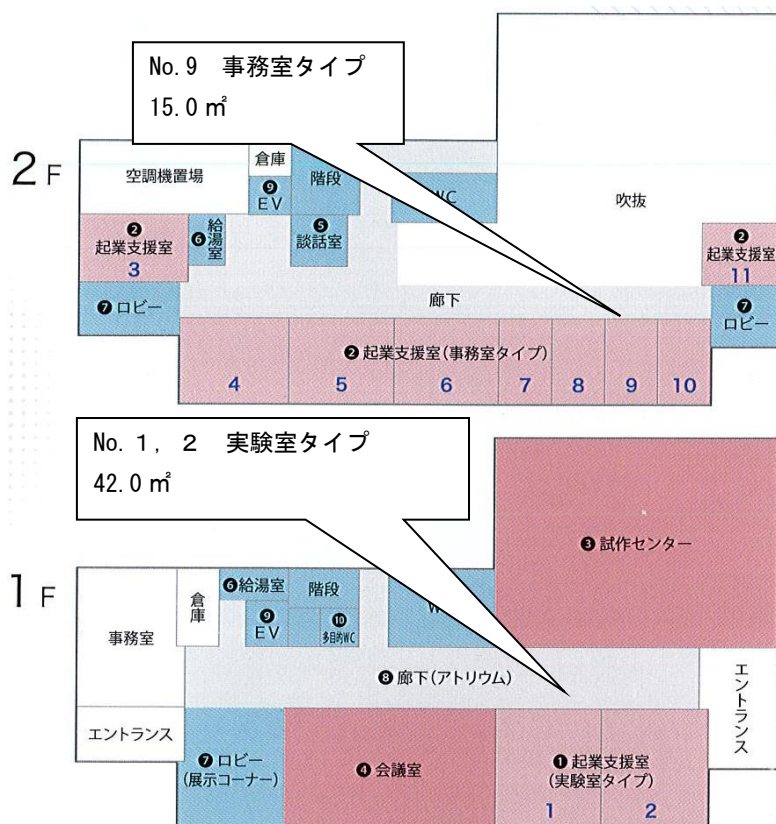 No.9 事務室タイプ
15.0 ㎡
2 F
空調機置場
倉庫
❾
EV
階段
WC
吹抜
❷
起業支援室
3
❻ 給湯室
❺
談話室
❷
起業支援室
11
❼ ロビー
廊下
❼
ロビー
❷ 起業支援室(事務室タイプ)
4
5
6
7
8
9
10
No. 1, 2 実験室タイプ
42.0 ㎡
❸ 試作センター
1 F
事務室
倉庫
❻ 給湯室
階段
❾
EV
❿
多目的WC
❽ 廊下(アトリウム)
エントランス
エントランス
❼ ロビー
(展示コーナー)
❹ 会議室
❶ 起業支援室
(実験室タイプ)
1
2